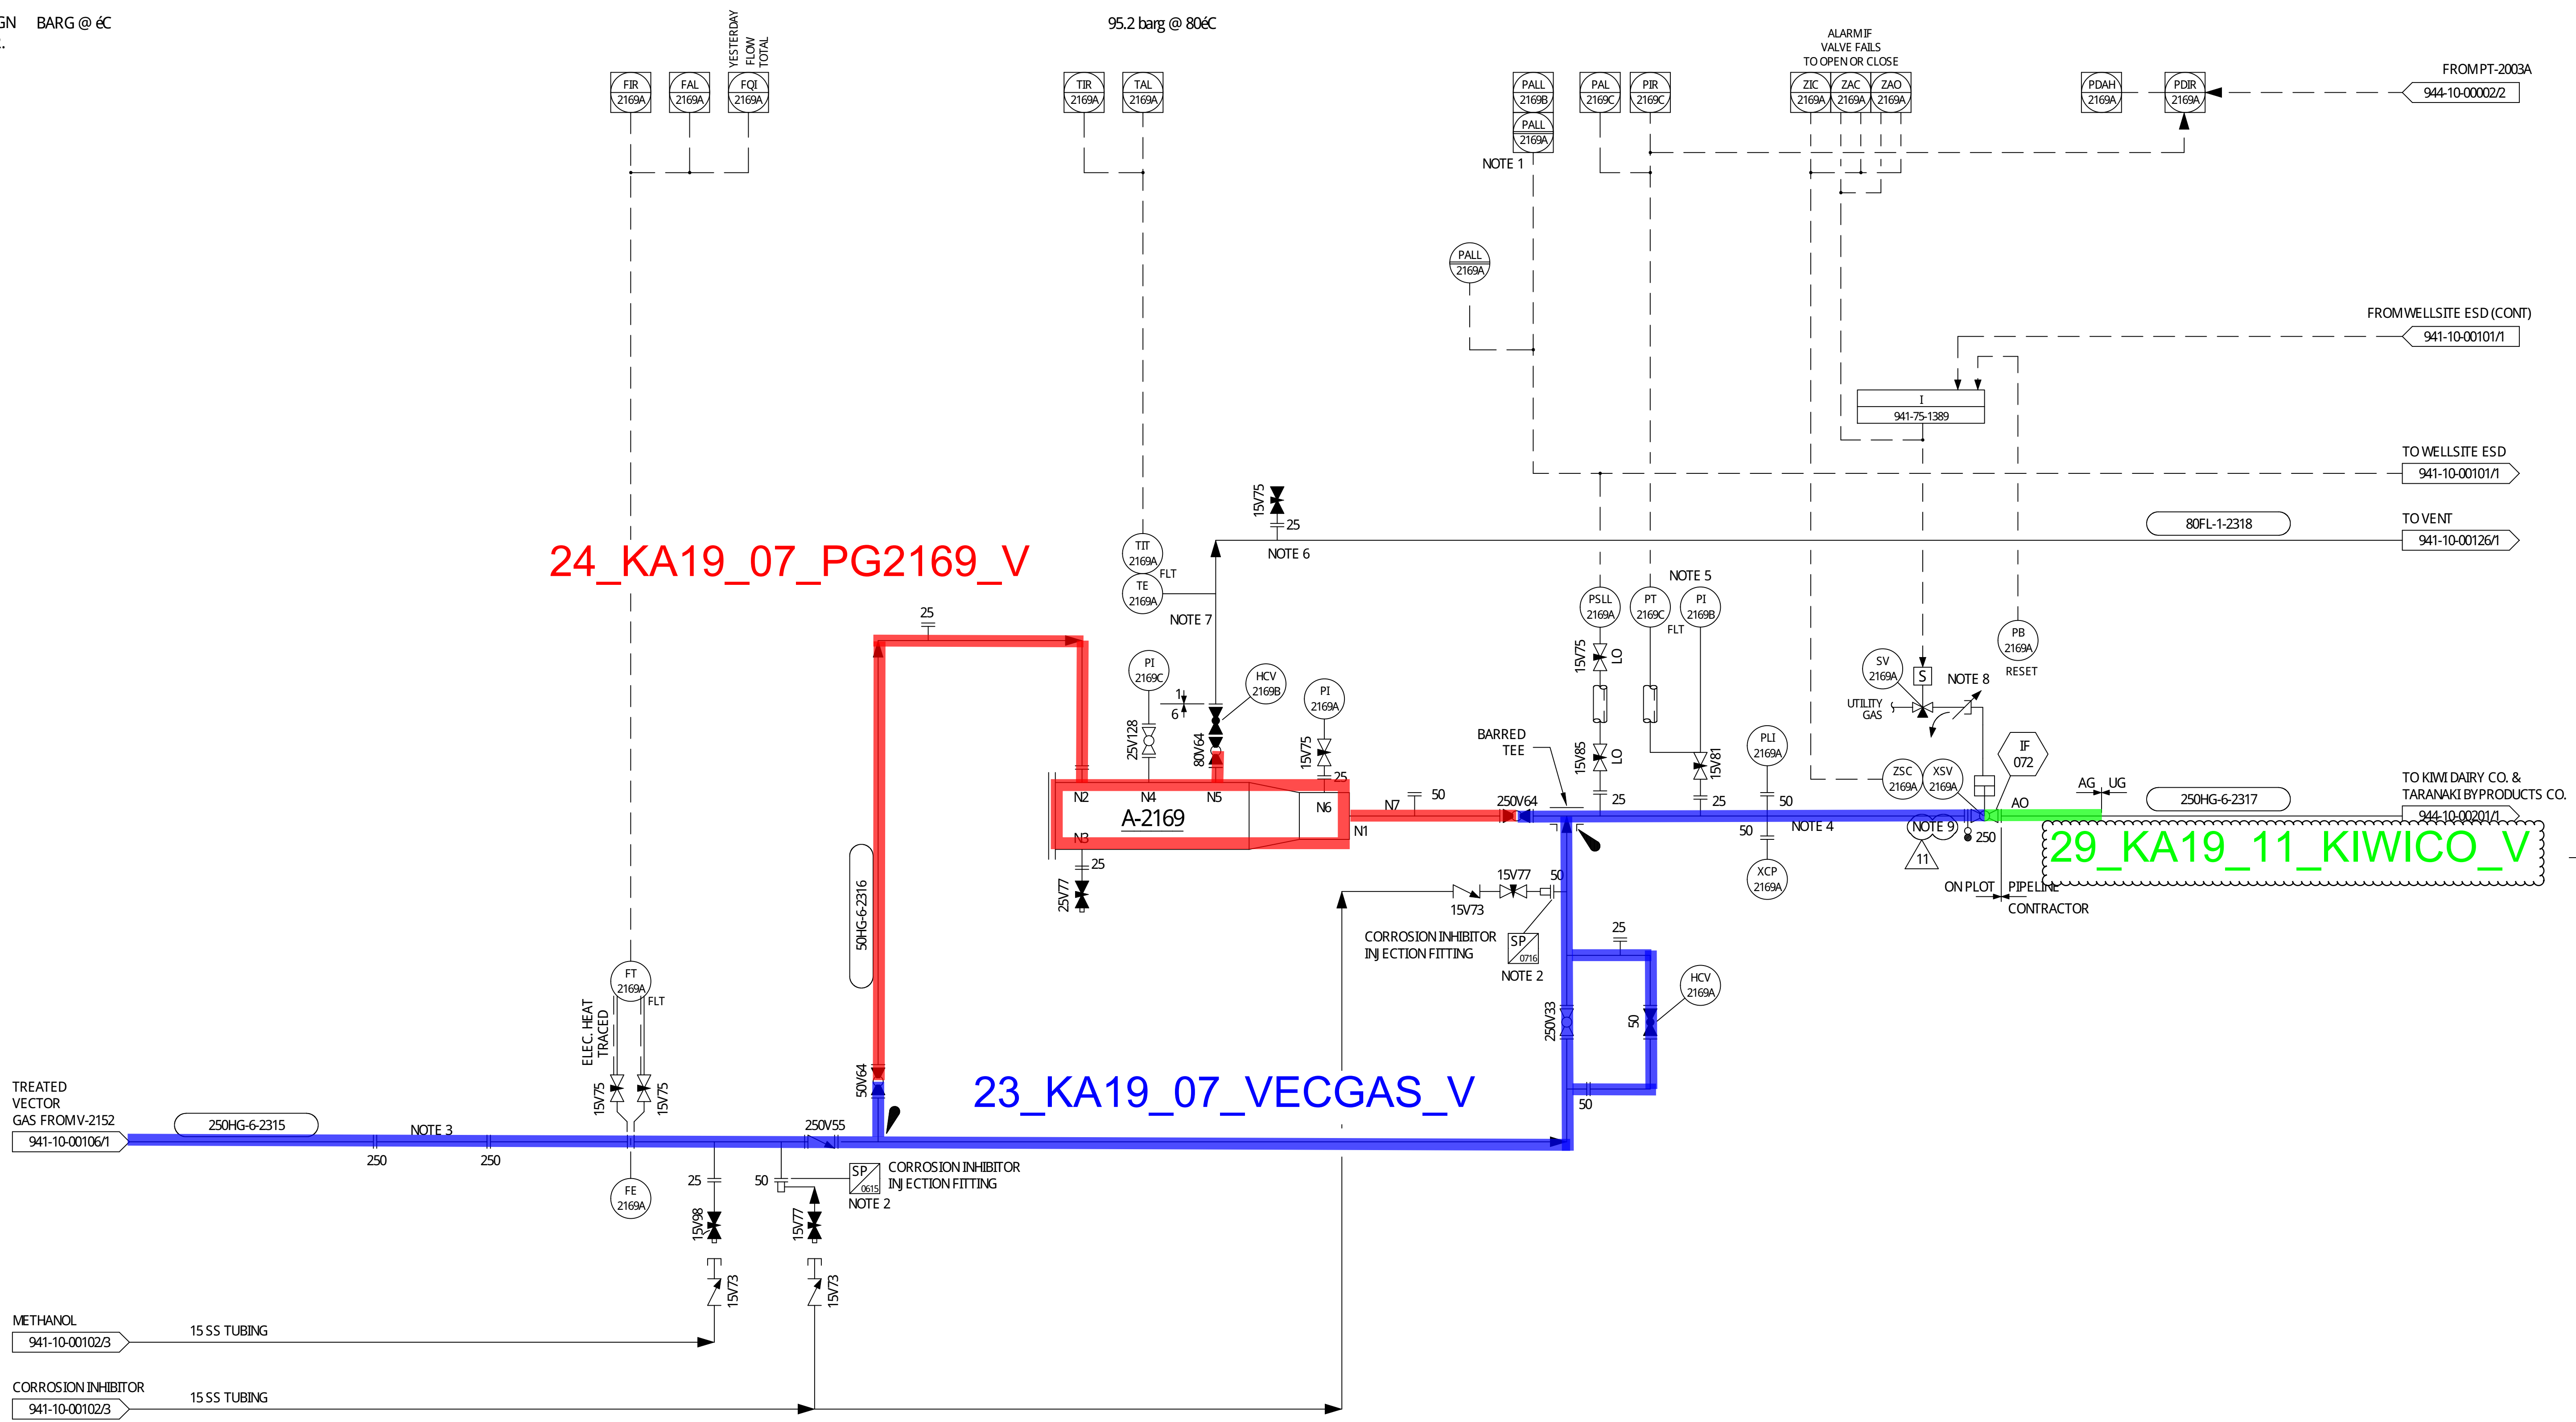 GN BARG @ éC
95.2 barg @ 80éC
YESTERDAY
FLOW
TOTAL
ALARM IF
VALVE FAILS
TO OPEN OR CLOSE
FIR
2169A
FAL
2169A
FQI
2169A
TIR
2169A
TAL
2169A
PALL
2169B
PALL
2169A
NOTE 1
PAL
2169C
PIR
2169C
ZIC
2169A
ZAC
2169A
ZAO
2169A
PDAH
2169A
PDIR
2169A
FROM PT-2003A
944-10-00002/2
PALL
2169A
FROM WELLSITE ESD (CONT)
941-10-00101/1
I
941-75-1389
TO WELLSITE ESD
941-10-00101/1
80FL-1-2318
TO VENT
941-10-00126/1
15V75
25
NOTE 6
24_KA19_07_PG2169_V
TIT
2169A
FLT
TE
2169A
NOTE 7
NOTE 5
PSLL
2169A
PT
2169C
FLT
PI
2169B
PB
2169A
RESET
25
PI
2169C
HCV
2169B
PI
2169A
15V75
LO
SV
2169A
S
NOTE 8
UTILITY
GAS
1
6
25V128
80V64
15V75
25
BARRED
TEE
15V85
LO
15V81
PLI
2169A
IF
072
ZSC
2169A
XSV
2169A
AG
UG
TO KIWI DAIRY CO. &
TARANAKI BYPRODUCTS CO.
250HG-6-2317
944-10-00201/1
N2
N4
N5
N6
N7
50
250V64
25
25
50
AO
A-2169
N3
N1
50
NOTE 4
NOTE 9
250
11
29_KA19_11_KIWICO_V
25
25V77
XCP
2169A
ON PLOT
PIPELINE
CONTRACTOR
50HG-6-2316
15V77
50
15V73
CORROSION INHIBITOR
INJECTION FITTING
SP
0716
NOTE 2
25
HCV
2169A
250V33
50
50
FT
2169A
FLT
ELEC. HEAT
TRACED
15V75
15V75
50V64
23_KA19_07_VECGAS_V
TREATED
VECTOR
GAS FROM V-2152
941-10-00106/1
250HG-6-2315
NOTE 3
250
250
250V55
FE
2169A
25
50
SP
0615
CORROSION INHIBITOR
INJECTION FITTING
NOTE 2
15V98
15V77
15V73
15V73
METHANOL
941-10-00102/3
15 SS TUBING
CORROSION INHIBITOR
941-10-00102/3
15 SS TUBING